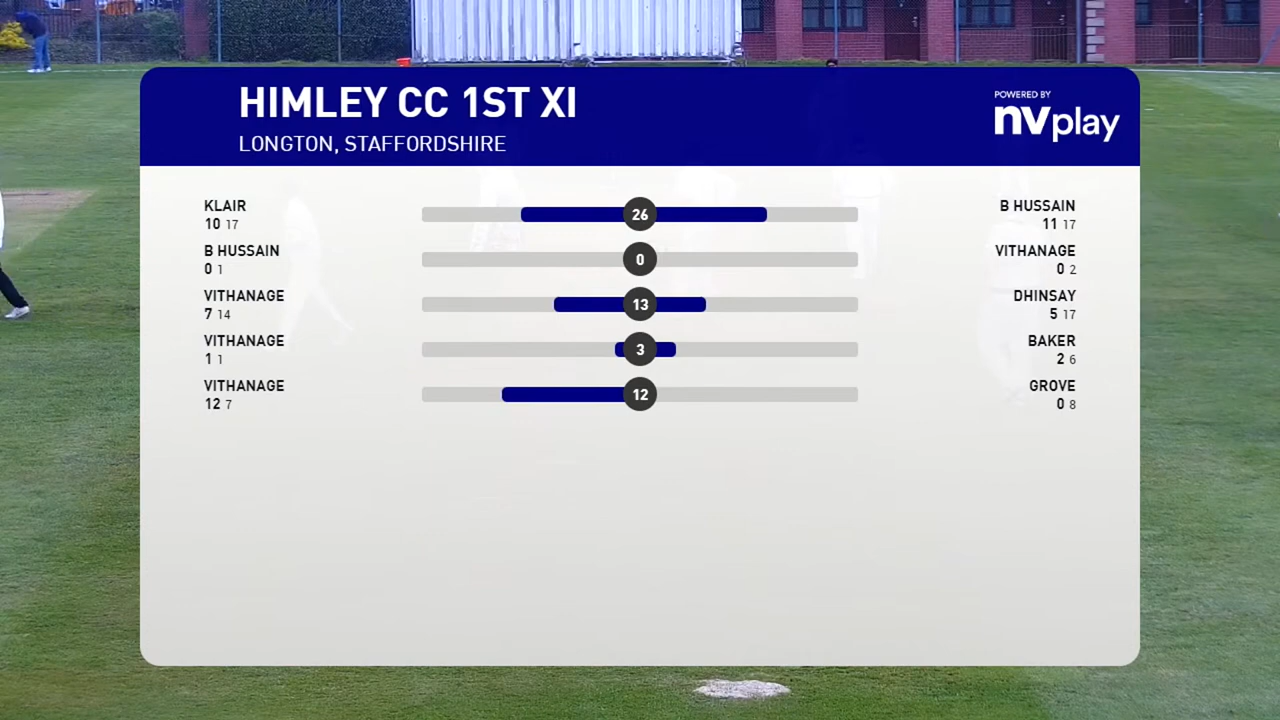 HIMLEY CC 1ST XI
LONGTON, STAFFORDSHIRE
POWERED BY
nvplay
KLAIR
10 17
26
B HUSSAIN
11 17
B HUSSAIN
0 1
0
VITHANAGE
0 2
VITHANAGE
7 14
13
DHINSAY
5 17
VITHANAGE
1 1
3
BAKER
2 6
VITHANAGE
12 7
12
GROVE
0 8